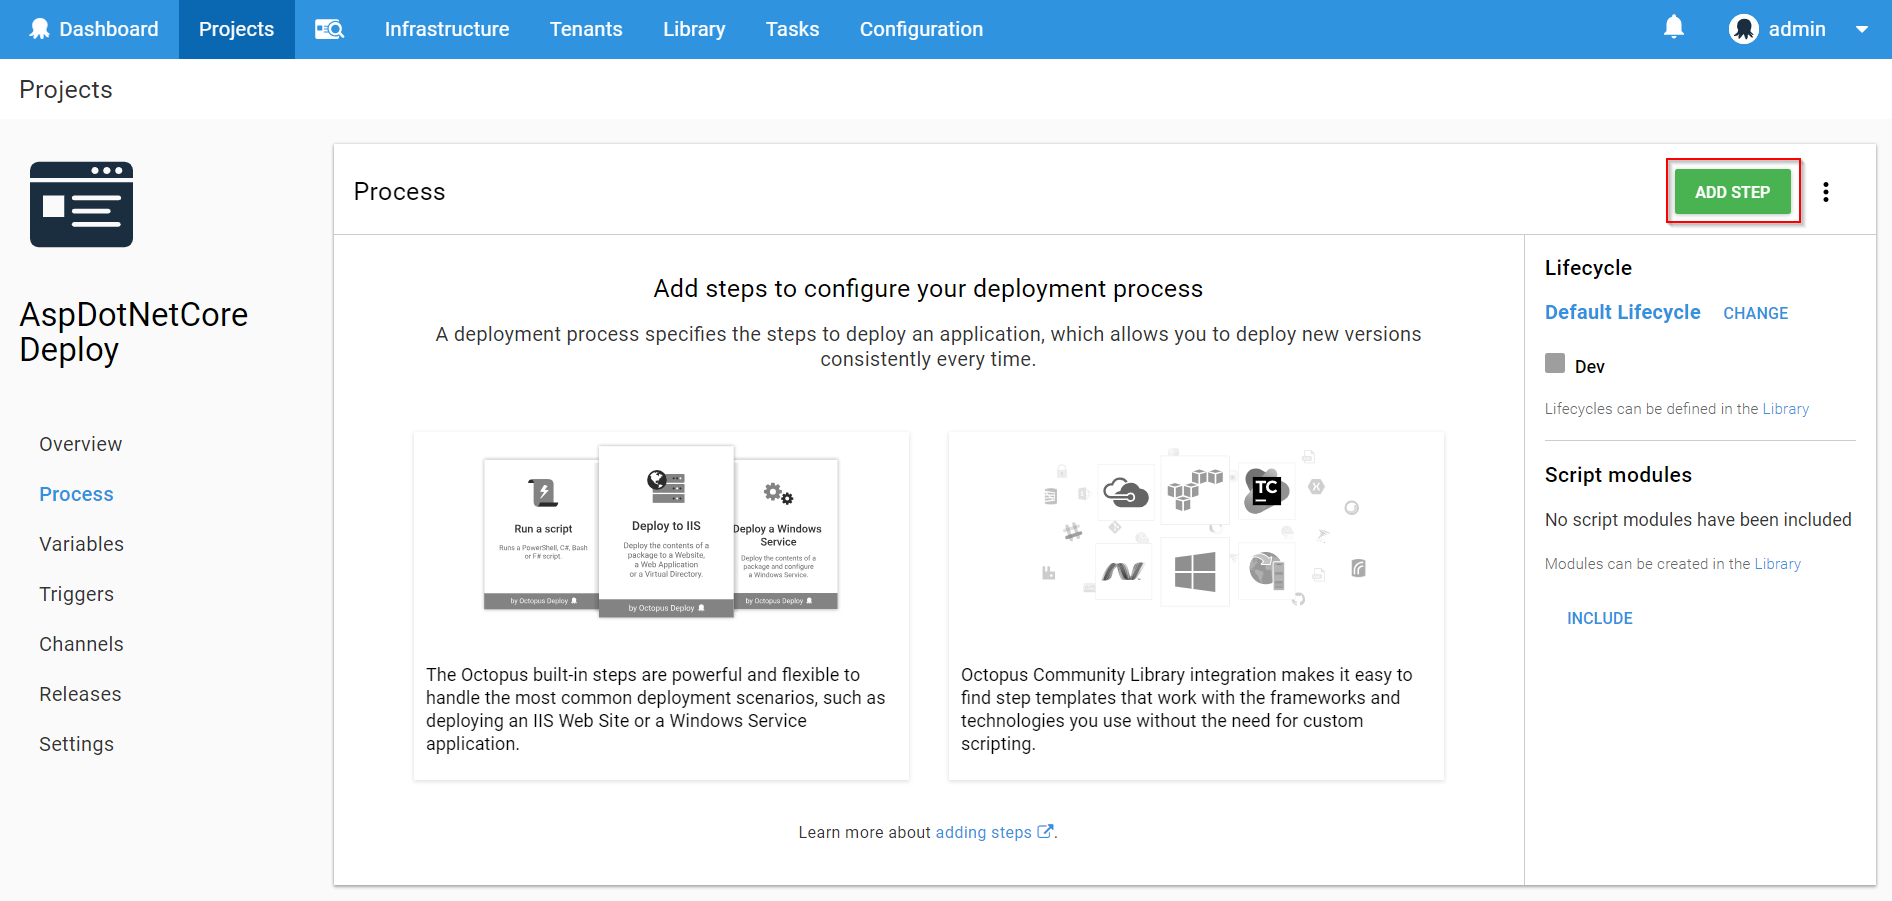 Dashboard
Projects
Infrastructure
Tenants
Library
Tasks
Configuration
admin
Projects
AspDotNetCore
Deploy
Overview
Process
Variables
Triggers
Channels
Releases
Settings
Process
ADD STEP
Add steps to configure your deployment process
A deployment process specifies the steps to deploy an application, which allows you to deploy new versions
consistently every time.
Run a script
Runs a PowerShell, C#, Bash
or F# script.
by Octopus Deploy
Deploy to IIS
Deploy the contents of a
package to a Website,
a Web Application
or a Virtual Directory.
by Octopus Deploy
Deploy a Windows
Service
Deploy the contents of a
package and configure
a Windows Service.
by Octopus Deploy
The Octopus built-in steps are powerful and flexible to
handle the most common deployment scenarios, such as
deploying an IIS Web Site or a Windows Service
application.
TC
Octopus Community Library integration makes it easy to
find step templates that work with the frameworks and
technologies you use without the need for custom
scripting.
Learn more about adding steps.
Lifecycle
Default Lifecycle CHANGE
Dev
Lifecycles can be defined in the Library
Script modules
No script modules have been included
Modules can be created in the Library
INCLUDE